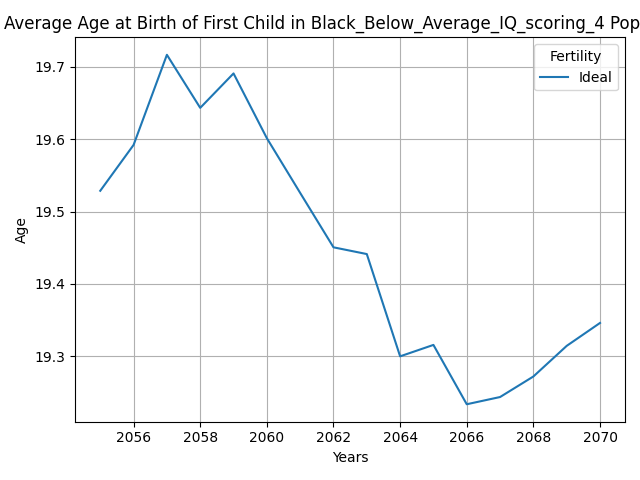 Average Age at Birth of First Child in Black_Below_Average_IQ_scoring_4 Pop
Fertility
Ideal
19.7
19.6
19.5
19.4
19.3
Age
2056 2058 2060 2062 2064 2066 2068 2070
Years